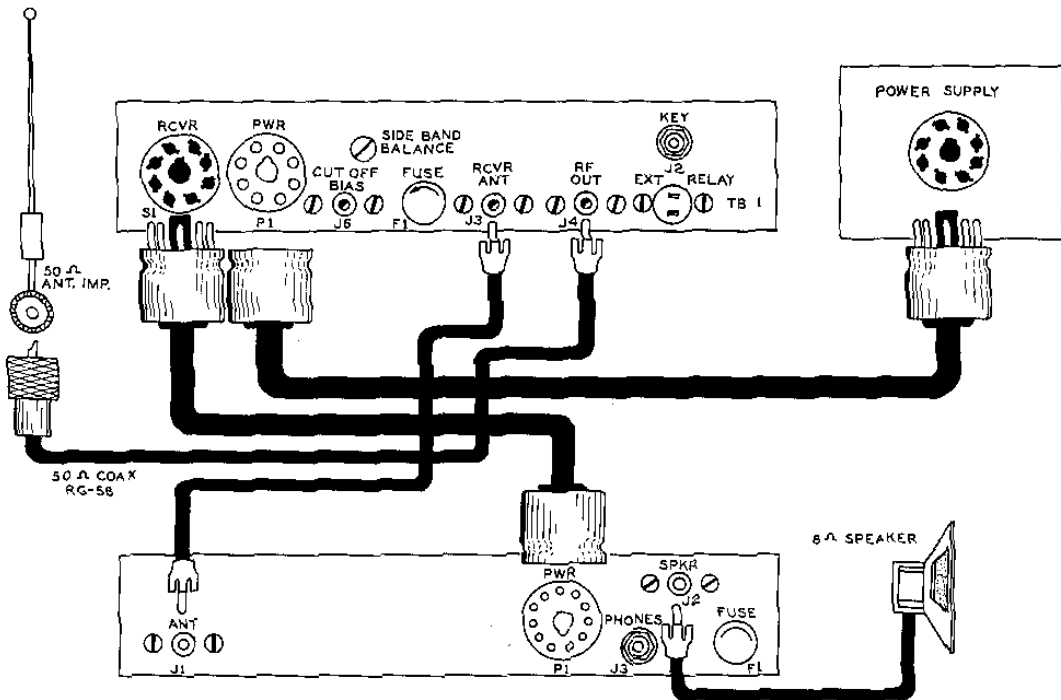 POWER SUPPLY
RCVR
PWR
SIDE BAND
BALANCE
KEY
J2
CUT OFF
BIAS
FUSE
RCVR
ANT
RF
OUT
EXT RELAY
TB 1
S1
P1
J6
F1
J3
J4
50 Ω
ANT. IMP.
50 Ω COAX
RG-58
8 Ω SPEAKER
PWR
SPKR
J2
ANT
PHONES
FUSE
J1
P1
J3
F1